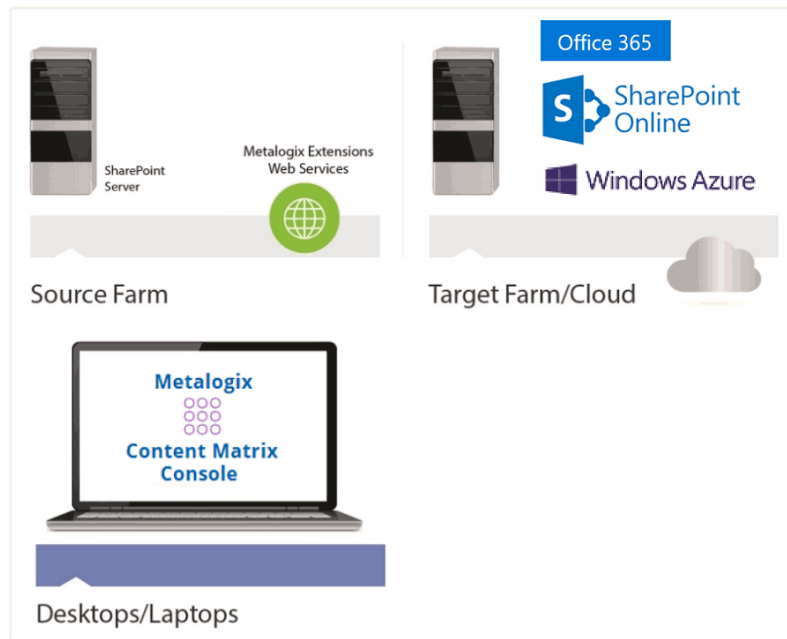 SharePoint
Server
Metalogix Extensions
Web Services
Source Farm
Office 365
S
SharePoint
Online
Windows Azure
Target Farm/Cloud
Metalogix
Content Matrix
Console
Desktops/Laptops